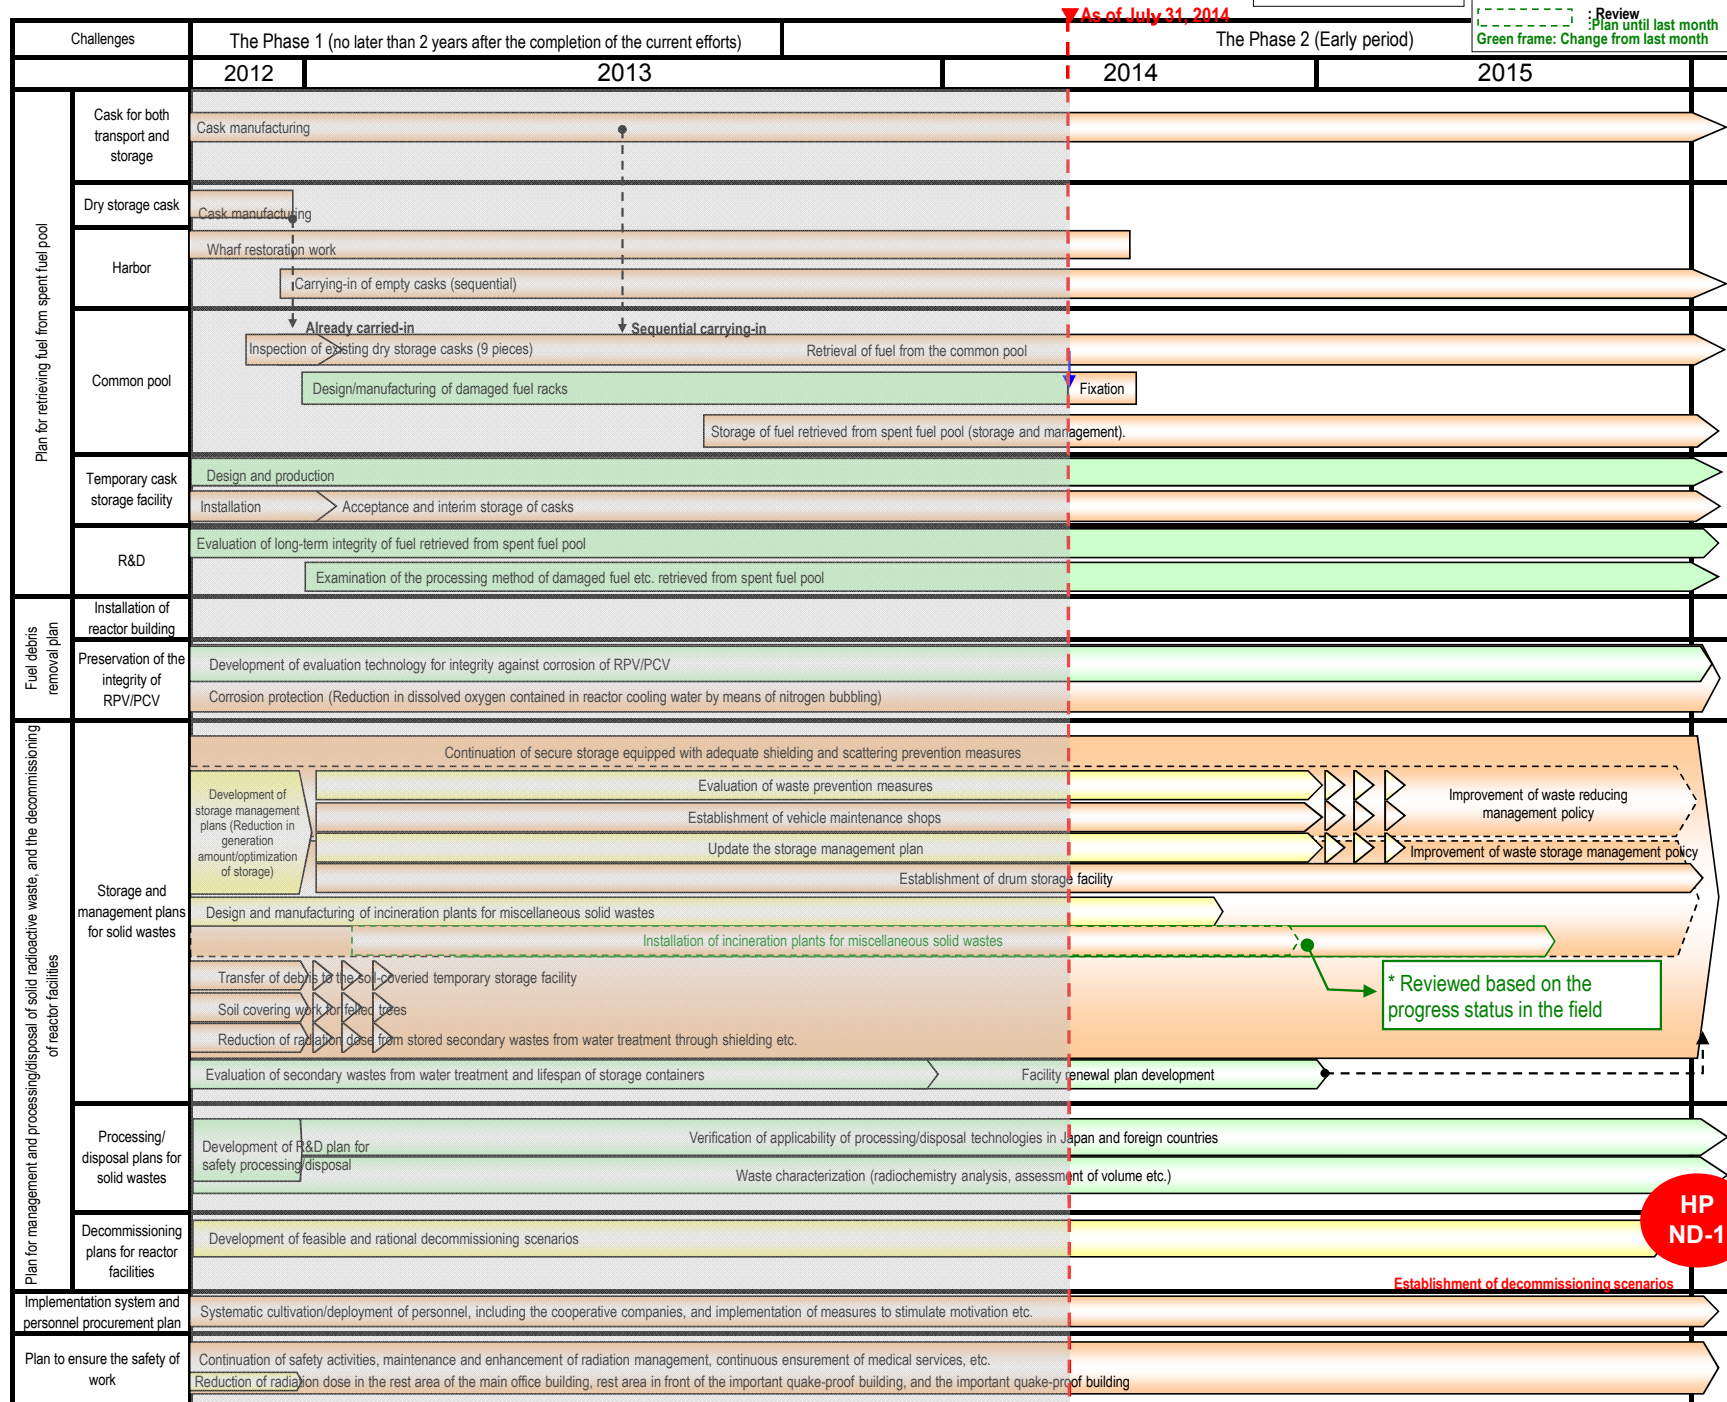 As of July 31, 2014
: Review
:Plan until last month
Green frame: Change from last month
Challenges
The Phase 1 (no later than 2 years after the completion of the current efforts)
The Phase 2 (Early period)
2012
2013
2014
2015
Plan for retrieving fuel from spent fuel pool
Cask for both
transport and
storage
Cask manufacturing
Dry storage cask
Cask manufacturing
Harbor
Wharf restoration work
Carrying-in of empty casks (sequential)
Common pool
Already carried-in
Sequential carrying-in
Inspection of existing dry storage casks (9 pieces)
Retrieval of fuel from the common pool
Design/manufacturing of damaged fuel racks
Fixation
Storage of fuel retrieved from spent fuel pool (storage and management).
Temporary cask
storage facility
Design and production
Installation
Acceptance and interim storage of casks
R&D
Evaluation of long-term integrity of fuel retrieved from spent fuel pool
Examination of the processing method of damaged fuel etc. retrieved from spent fuel pool
Fuel debris
removal plan
Installation of
reactor building
Preservation of the
integrity of
RPV/PCV
Development of evaluation technology for integrity against corrosion of RPV/PCV
Corrosion protection (Reduction in dissolved oxygen contained in reactor cooling water by means of nitrogen bubbling)
Plan for management and processing/disposal of solid radioactive waste, and the decommissioning
of reactor facilities
Storage and
management plans
for solid wastes
Continuation of secure storage equipped with adequate shielding and scattering prevention measures
Development of
storage management
plans (Reduction in
generation
amount/optimization
of storage)
Evaluation of waste prevention measures
Establishment of vehicle maintenance shops
Improvement of waste reducing
management policy
Update the storage management plan
Improvement of waste storage management policy
Establishment of drum storage facility
Design and manufacturing of incineration plants for miscellaneous solid wastes
Installation of incineration plants for miscellaneous solid wastes
* Reviewed based on the
progress status in the field
Transfer of debris to the soil-coveried temporary storage facility
Soil covering work for felled trees
Reduction of radiation dose from stored secondary wastes from water treatment through shielding etc.
Evaluation of secondary wastes from water treatment and lifespan of storage containers
Facility renewal plan development
Processing/
disposal plans for
solid wastes
Development of R&D plan for
safety processing/disposal
Verification of applicability of processing/disposal technologies in Japan and foreign countries
Waste characterization (radiochemistry analysis, assessment of volume etc.)
HP
ND-1
Decommissioning
plans for reactor
facilities
Development of feasible and rational decommissioning scenarios
Establishment of decommissioning scenarios
Implementation system and
personnel procurement plan
Systematic cultivation/deployment of personnel, including the cooperative companies, and implementation of measures to stimulate motivation etc.
Plan to ensure the safety of
work
Continuation of safety activities, maintenance and enhancement of radiation management, continuous ensurement of medical services, etc.
Reduction of radiation dose in the rest area of the main office building, rest area in front of the important quake-proof building, and the important quake-proof building